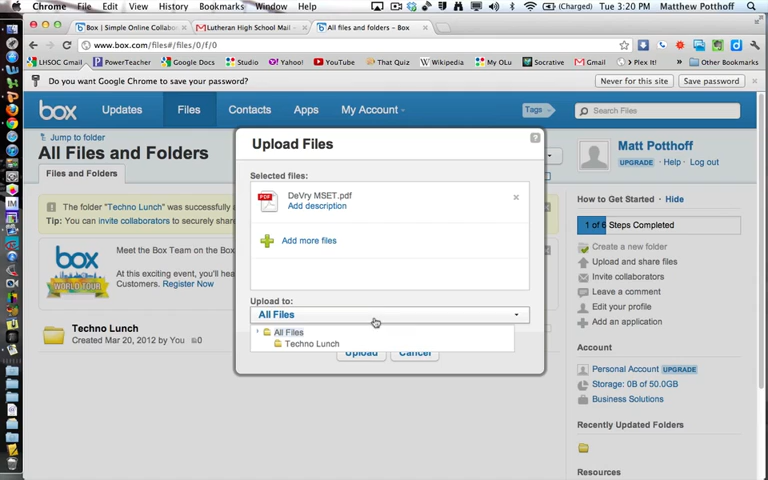 Chrome File Edit View History Bookmarks Window Help (Charged) Tue 3:20 PM Matthew Potthoff
Box | Simple Online Collabo
Lutheran High School Mail –
All files and folders – Box
www.box.com/files#/files/0/f/0
LHSOC Gmail PowerTeacher Google Docs Studio Yahoo! YouTube That Quiz Wikipedia My OLu Socrative Gmail Plex It! Other Bookmarks
Do you want Google Chrome to save your password? Never for this site Save password
box Updates Files Contacts Apps My Account Tags Search Files
Jump to folder
All Files and Folders
Files and Folders
The folder "Techno Lunch" was successfully
Tip: You can invite collaborators to securely share
box
WORLD TOUR
Meet the Box Team on the Box
At this exciting event, you'll hea
Customers. Register Now
Techno Lunch
Created Mar 20, 2012 by You 0
Upload Files
?
Selected files:
PDF
DeVry MSET.pdf
Add description
Add more files
Upload to:
All Files
All Files
Techno Lunch
Upload Cancel
Matt Potthoff
UPGRADE Help Log out
How to Get Started Hide
1 of 6 Steps Completed
Create a new folder
Upload and share files
Invite collaborators
Leave a comment
Edit your profile
Add an application
Account
Personal Account UPGRADE
Storage: 0B of 50.0GB
Business Solutions
Recently Updated Folders
Resources